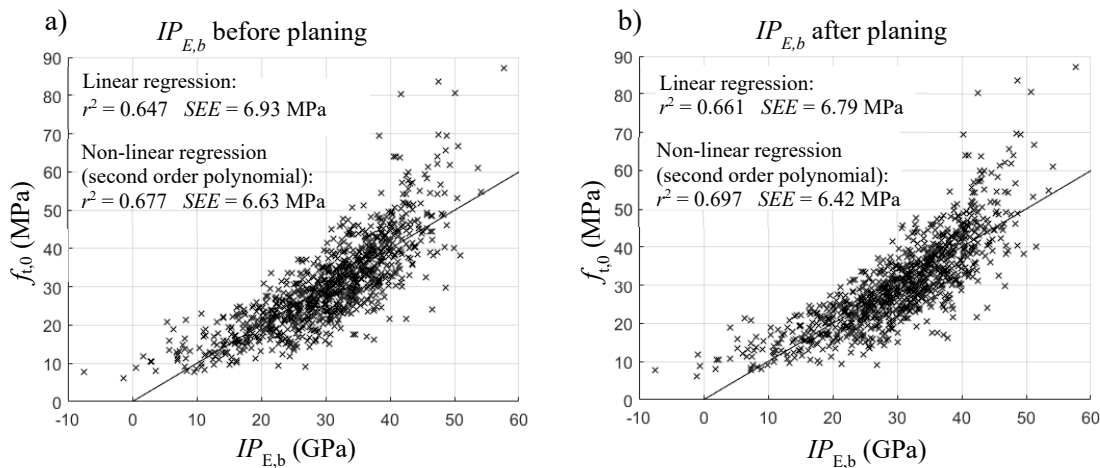 a)
IP_E,b before planing
Linear regression:
r² = 0.647 SEE = 6.93 MPa
Non-linear regression
(second order polynomial):
r² = 0.677 SEE = 6.63 MPa
f_t,0 (MPa)
90
80
70
60
50
40
30
20
10
0
-10 0 10 20 30 40 50 60
IP_E,b (GPa)
b)
IP_E,b after planing
Linear regression:
r² = 0.661 SEE = 6.79 MPa
Non-linear regression
(second order polynomial):
r² = 0.697 SEE = 6.42 MPa
f_t,0 (MPa)
90
80
70
60
50
40
30
20
10
0
-10 0 10 20 30 40 50 60
IP_E,b (GPa)